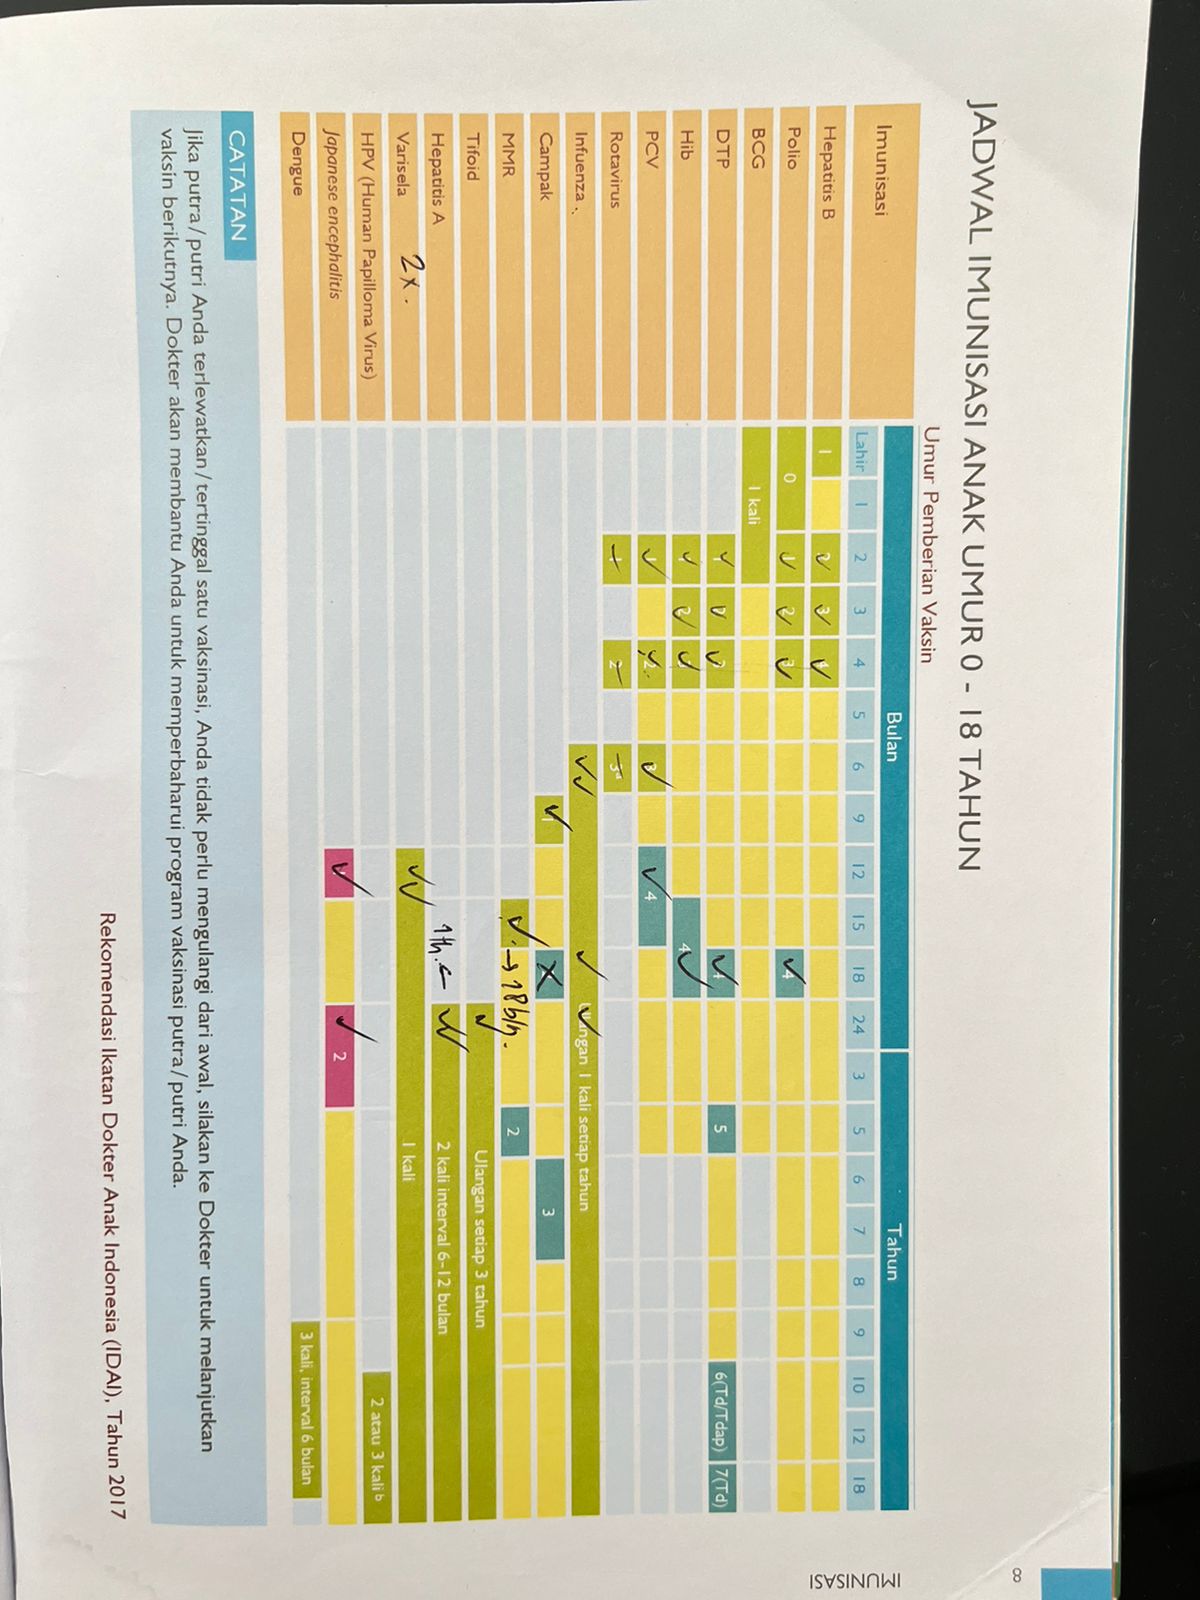 8
IMUNISASI
JADWAL IMUNISASI ANAK UMUR 0 - 18 TAHUN
Umur Pemberian Vaksin
Imunisasi Bulan Tahun
Lahir 1 2 3 4 5 6 9 12 15 18 24 3 5 6 7 8 9 10 12 18
Hepatitis B 1 2 3 4
Polio 0 1 2 3 4
BCG 1 kali
DTP 1 2 3 4 5 6(Td/Tdap) 7(Td)
Hib 1 2 3 4
PCV 1 2 3 4
Rotavirus 1 2 3ª
Infuenza Ulangan 1 kali setiap tahun
Campak 1 2x 3
MMR 1 → 18 bln. 2
Tifoid Ulangan setiap 3 tahun
Hepatitis A 1th. ← 2 kali interval 6-12 bulan
Varisela 2x. 1 kali
HPV (Human Papilloma Virus) 2 atau 3 kali ᵇ
Japanese encephalitis 1 2
Dengue 3 kali, interval 6 bulan
CATATAN
Jika putra/putri Anda terlewatkan/tertinggal satu vaksinasi, Anda tidak perlu mengulangi dari awal, silakan ke Dokter untuk melanjutkan
vaksin berikutnya. Dokter akan membantu Anda untuk memperbaharui program vaksinasi putra/putri Anda.
Rekomendasi Ikatan Dokter Anak Indonesia (IDAI), Tahun 2017